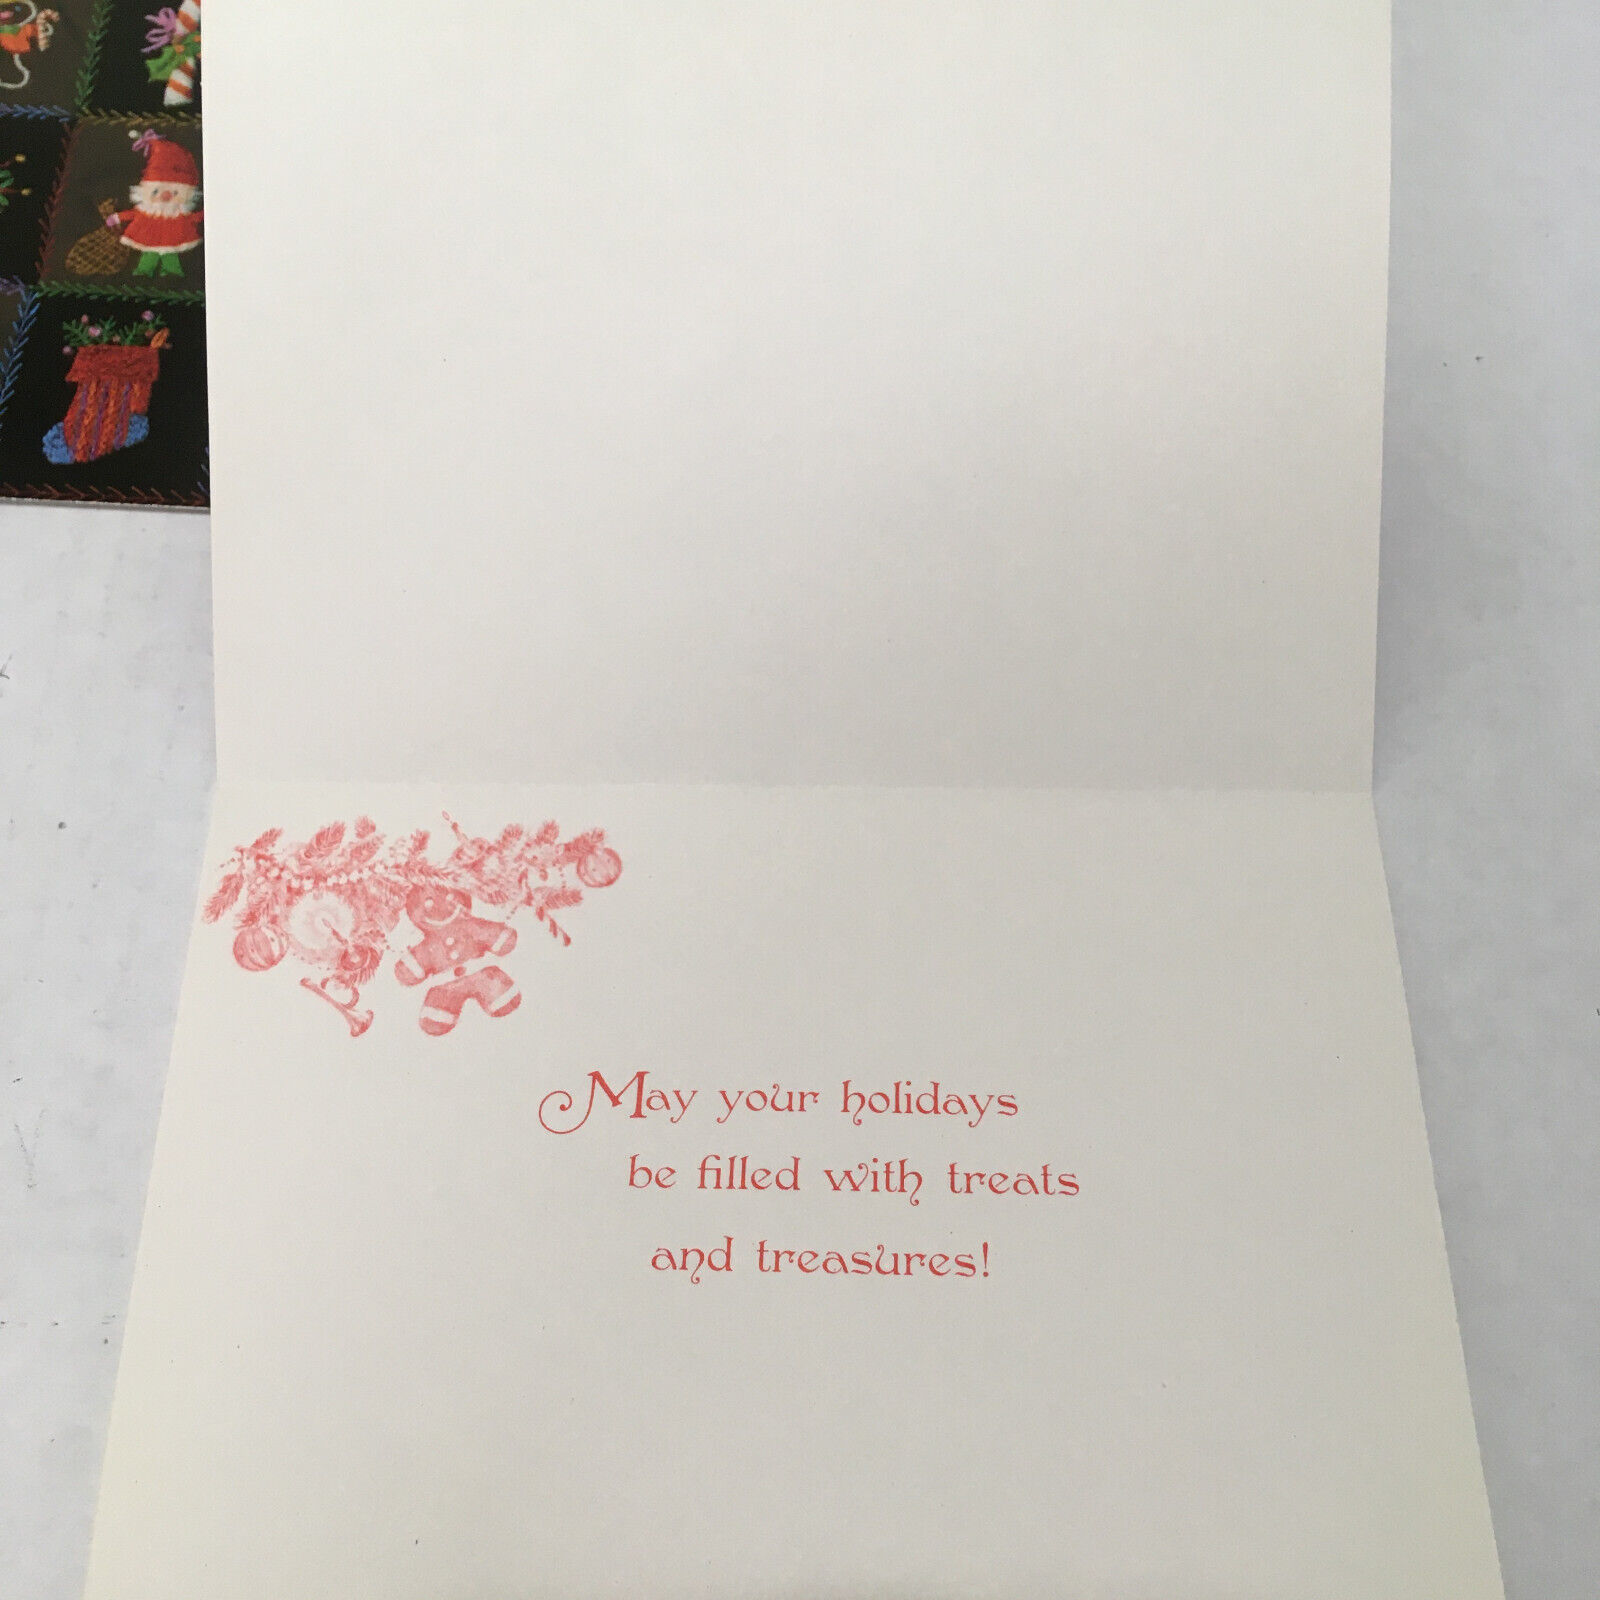 May your holidays
be filled with treats
and treasures!